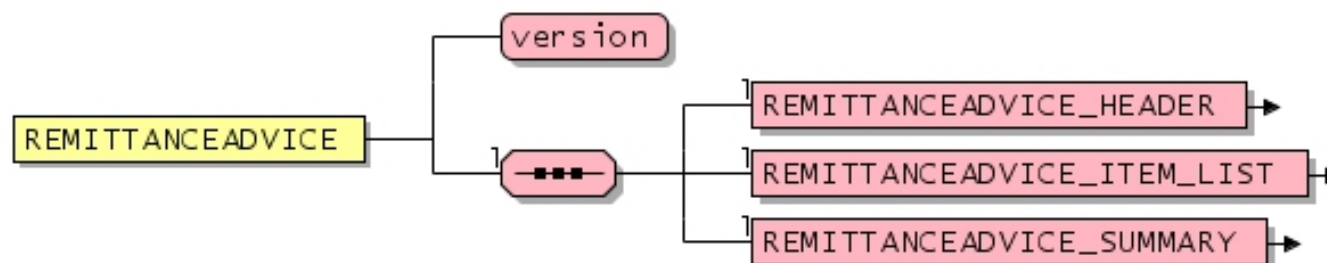 version
REMITTANCEADVICE_HEADER
REMITTANCEADVICE
REMITTANCEADVICE_ITEM_LIST
REMITTANCEADVICE_SUMMARY